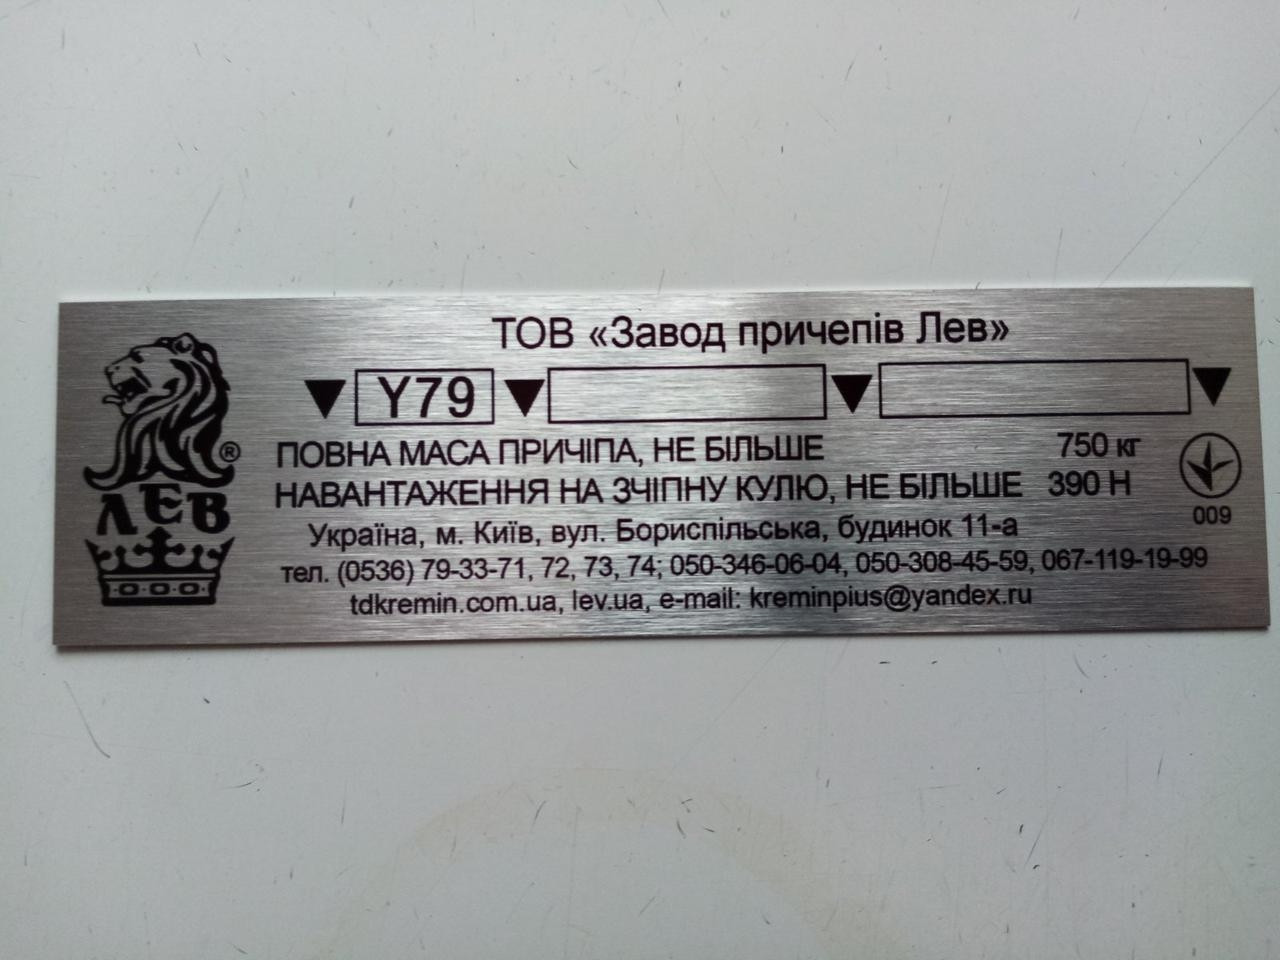 ТОВ «Завод причепів Лев»
Y79
ПОВНА МАСА ПРИЧІПА, НЕ БІЛЬШЕ 750 кг
НАВАНТАЖЕННЯ НА ЗЧІПНУ КУЛЮ, НЕ БІЛЬШЕ 390 Н
Україна, м. Київ, вул. Бориспільська, будинок 11-а
тел. (0536) 79-33-71, 72, 73, 74; 050-346-06-04, 050-308-45-59, 067-119-19-99
tdkremin.com.ua, lev.ua, e-mail: kreminpius@yandex.ru
®
ЛЕВ
009